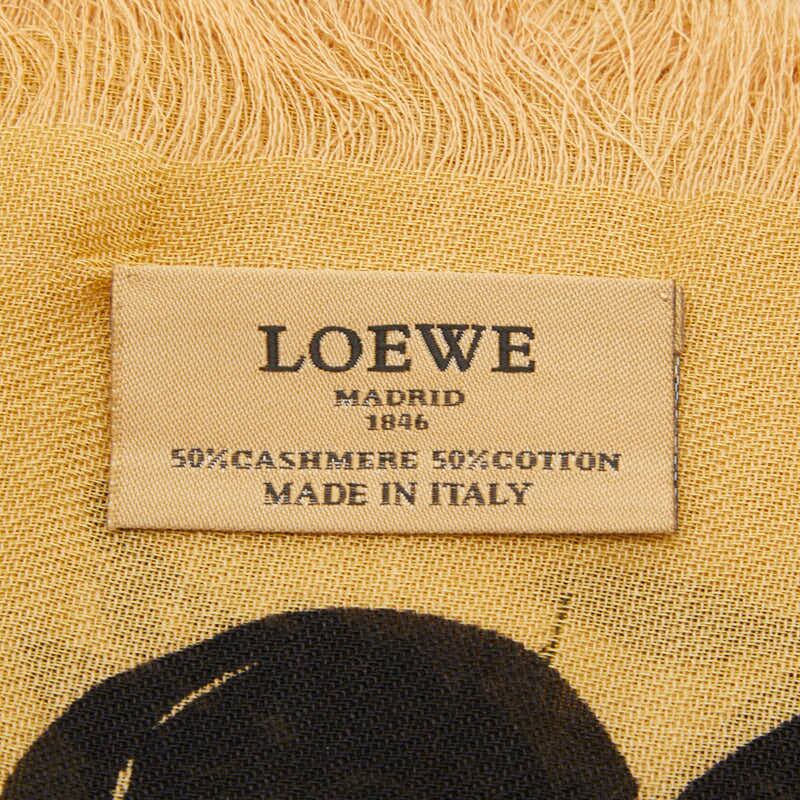 LOEWE
MADRID
1846
50%CASHMERE 50%COTTON
MADE IN ITALY